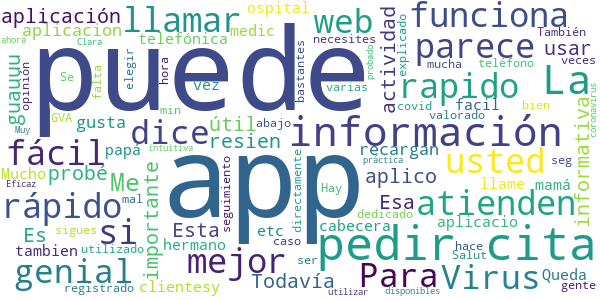 aplicación llamar ospital web funciona
ahora Clara aplicacion medic necesites parece También
opinión guauuu telefónica puede bastantes actividad explicado usar
Se elegir hora varias mucha teléfono veces
Muy GVA falta vez min covid rapido La
gusta útil abajo facil valorado bien probado coronavirus
fácil dice resien información informativa
Mucho probé papá Me app recargan usted seg
Eficaz intuitiva importante seguimiento directamente aplico llame mamá práctica
rápido si Esta etc Hay cabecera Esa atienden
Es mal hermano caso dedicado aplicacio
tambien sigues utilizado mejor ser pedir cita
genial Todavía Para Virus hace Salut Queda
registrado clientesy utilizar disponibles gente